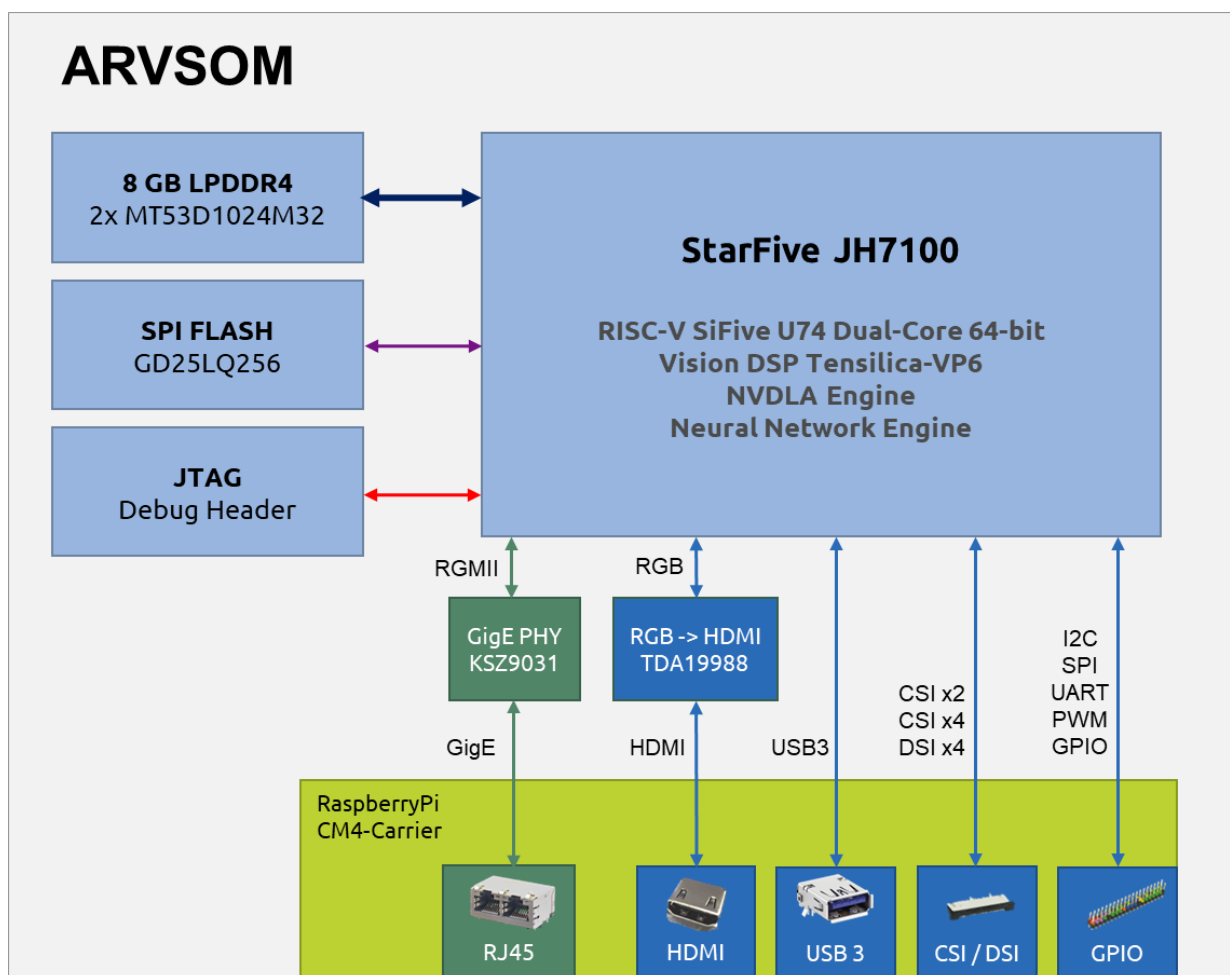 ARVSOM
8 GB LPDDR4
2x MT53D1024M32
SPI FLASH
GD25LQ256
JTAG
Debug Header
StarFive JH7100
RISC-V SiFive U74 Dual-Core 64-bit
Vision DSP Tensilica-VP6
NVDLA Engine
Neural Network Engine
RGMII
RGB
GigE PHY
KSZ9031
RGB -> HDMI
TDA19988
GigE
HDMI
USB3
CSI x2
CSI x4
DSI x4
I2C
SPI
UART
PWM
GPIO
RaspberryPi
CM4-Carrier
RJ45
HDMI
USB 3
CSI / DSI
GPIO